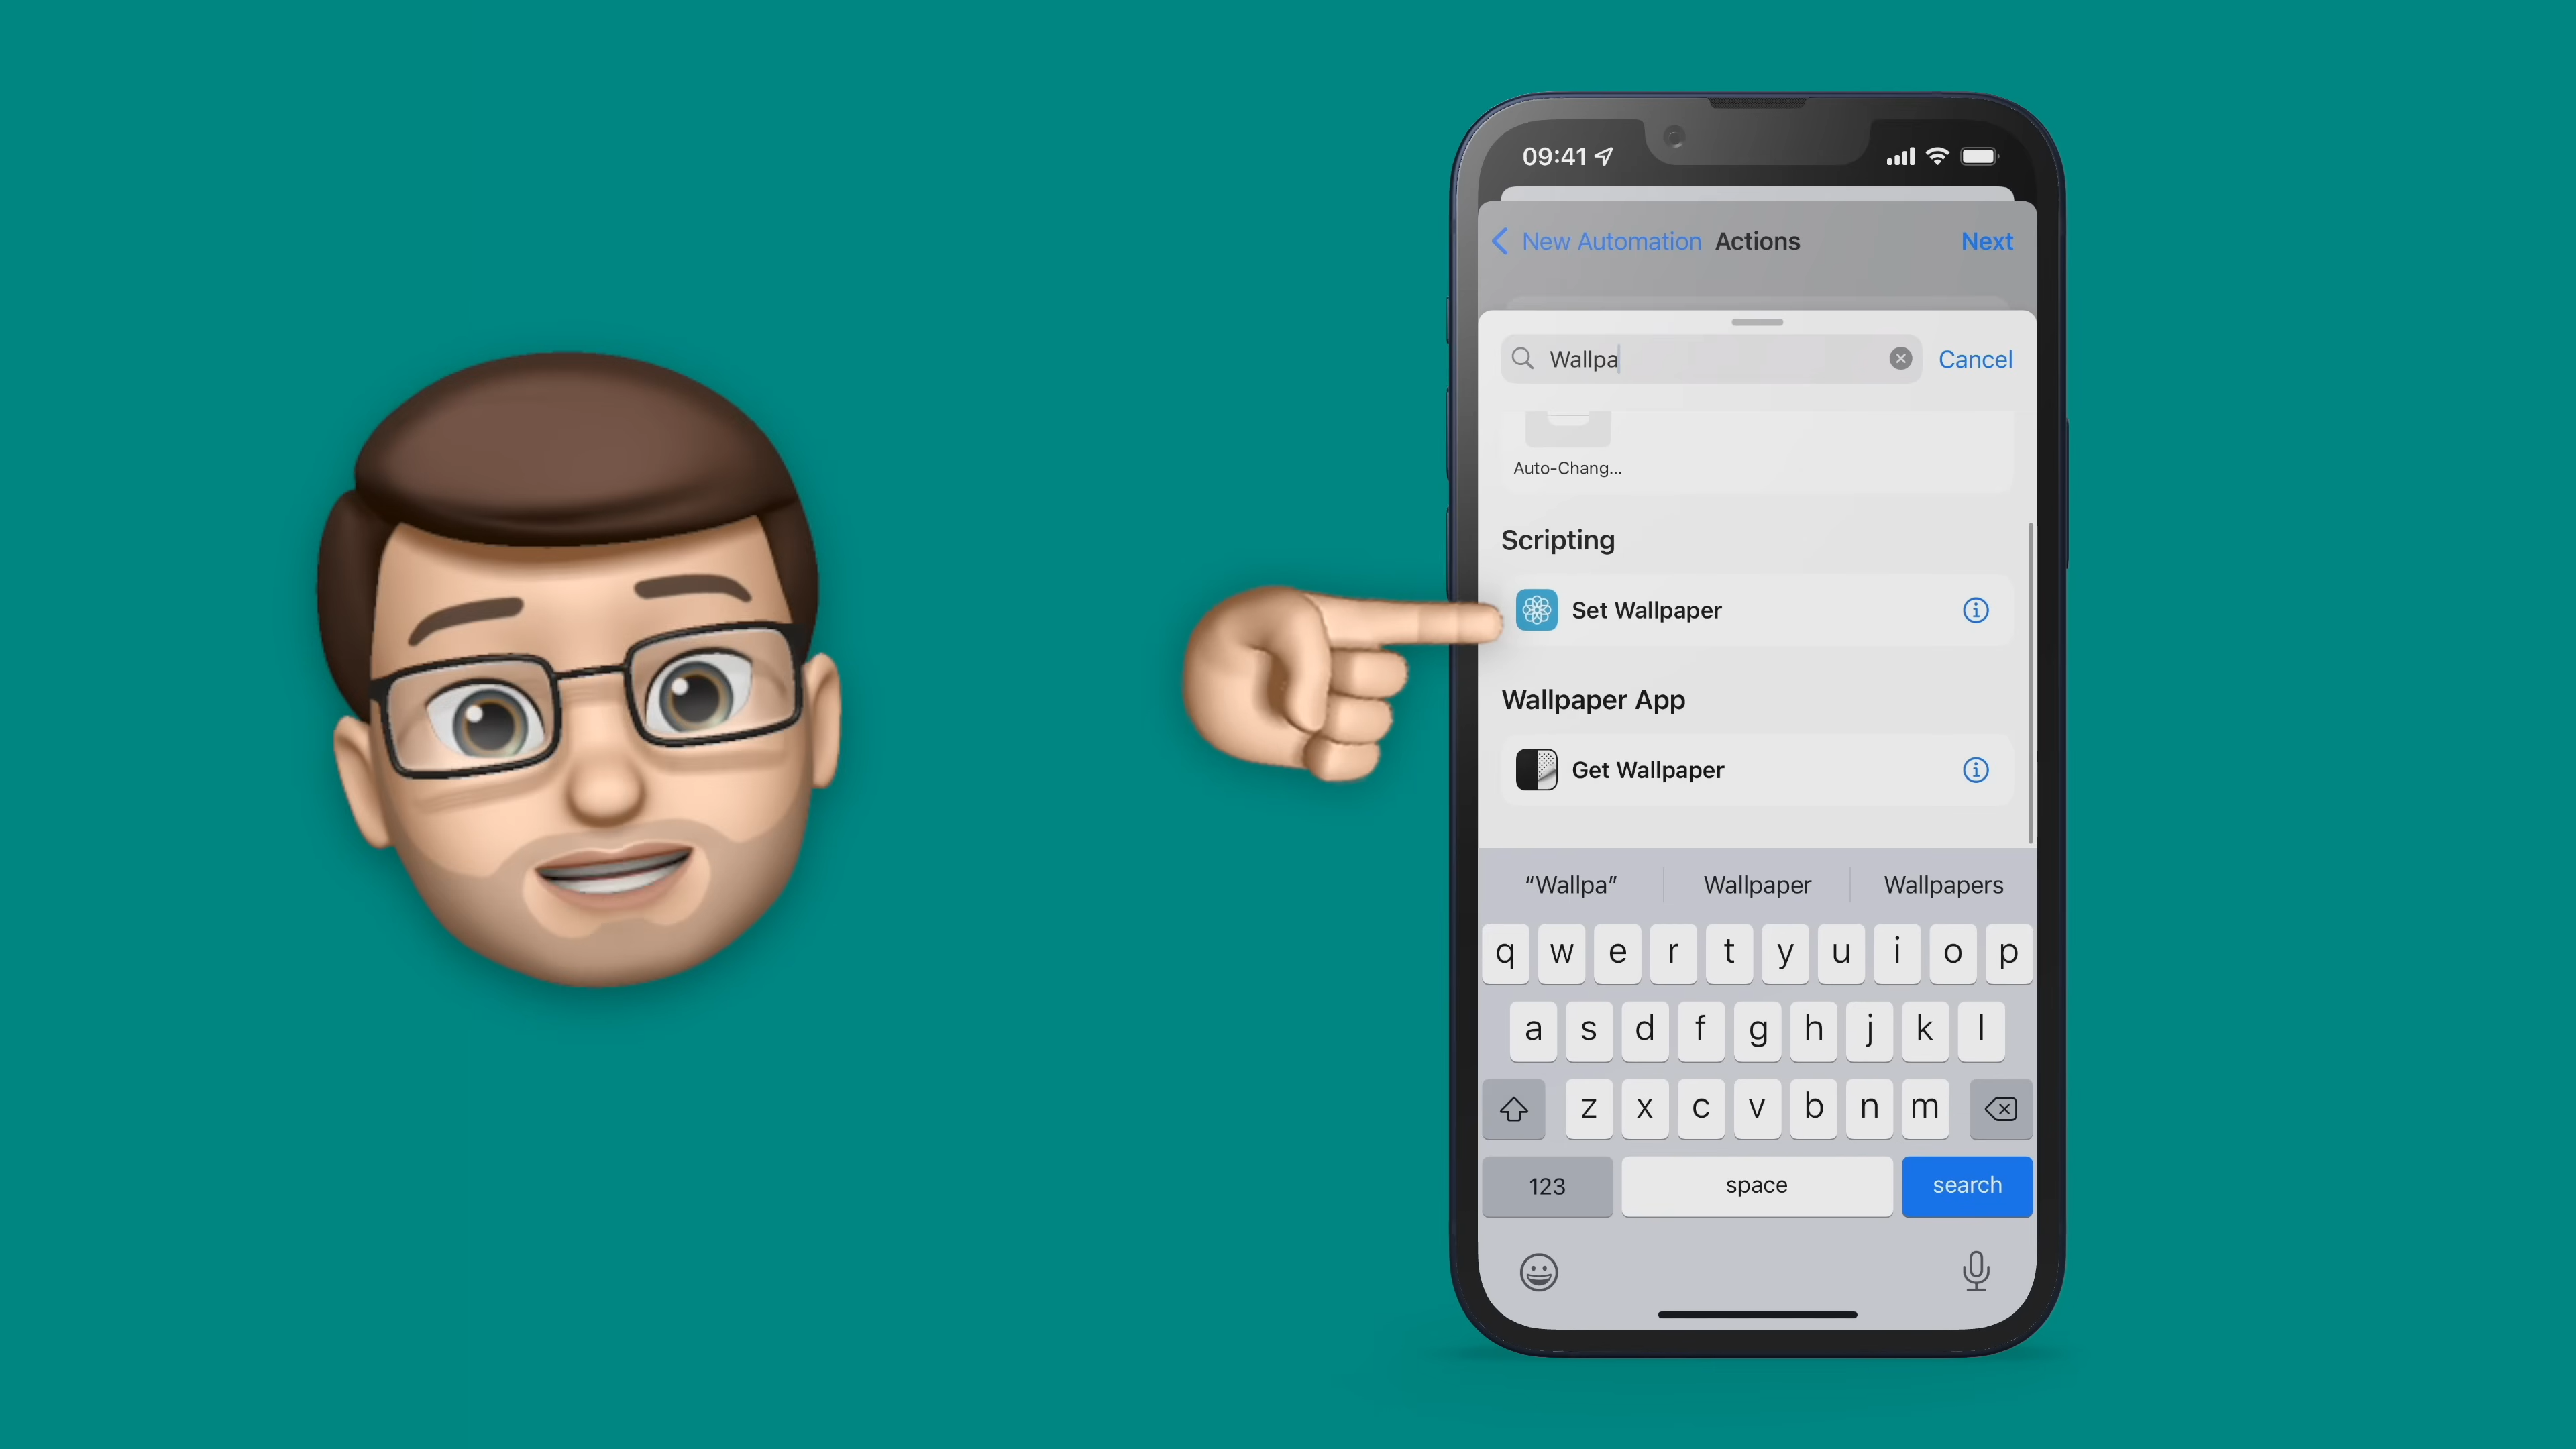 09:41
New Automation Actions Next
Wallpa Cancel
Auto-Chang...
Scripting
Set Wallpaper
Wallpaper App
Get Wallpaper
“Wallpa” Wallpaper Wallpapers
q w e r t y u i o p
a s d f g h j k l
z x c v b n m
123 space search